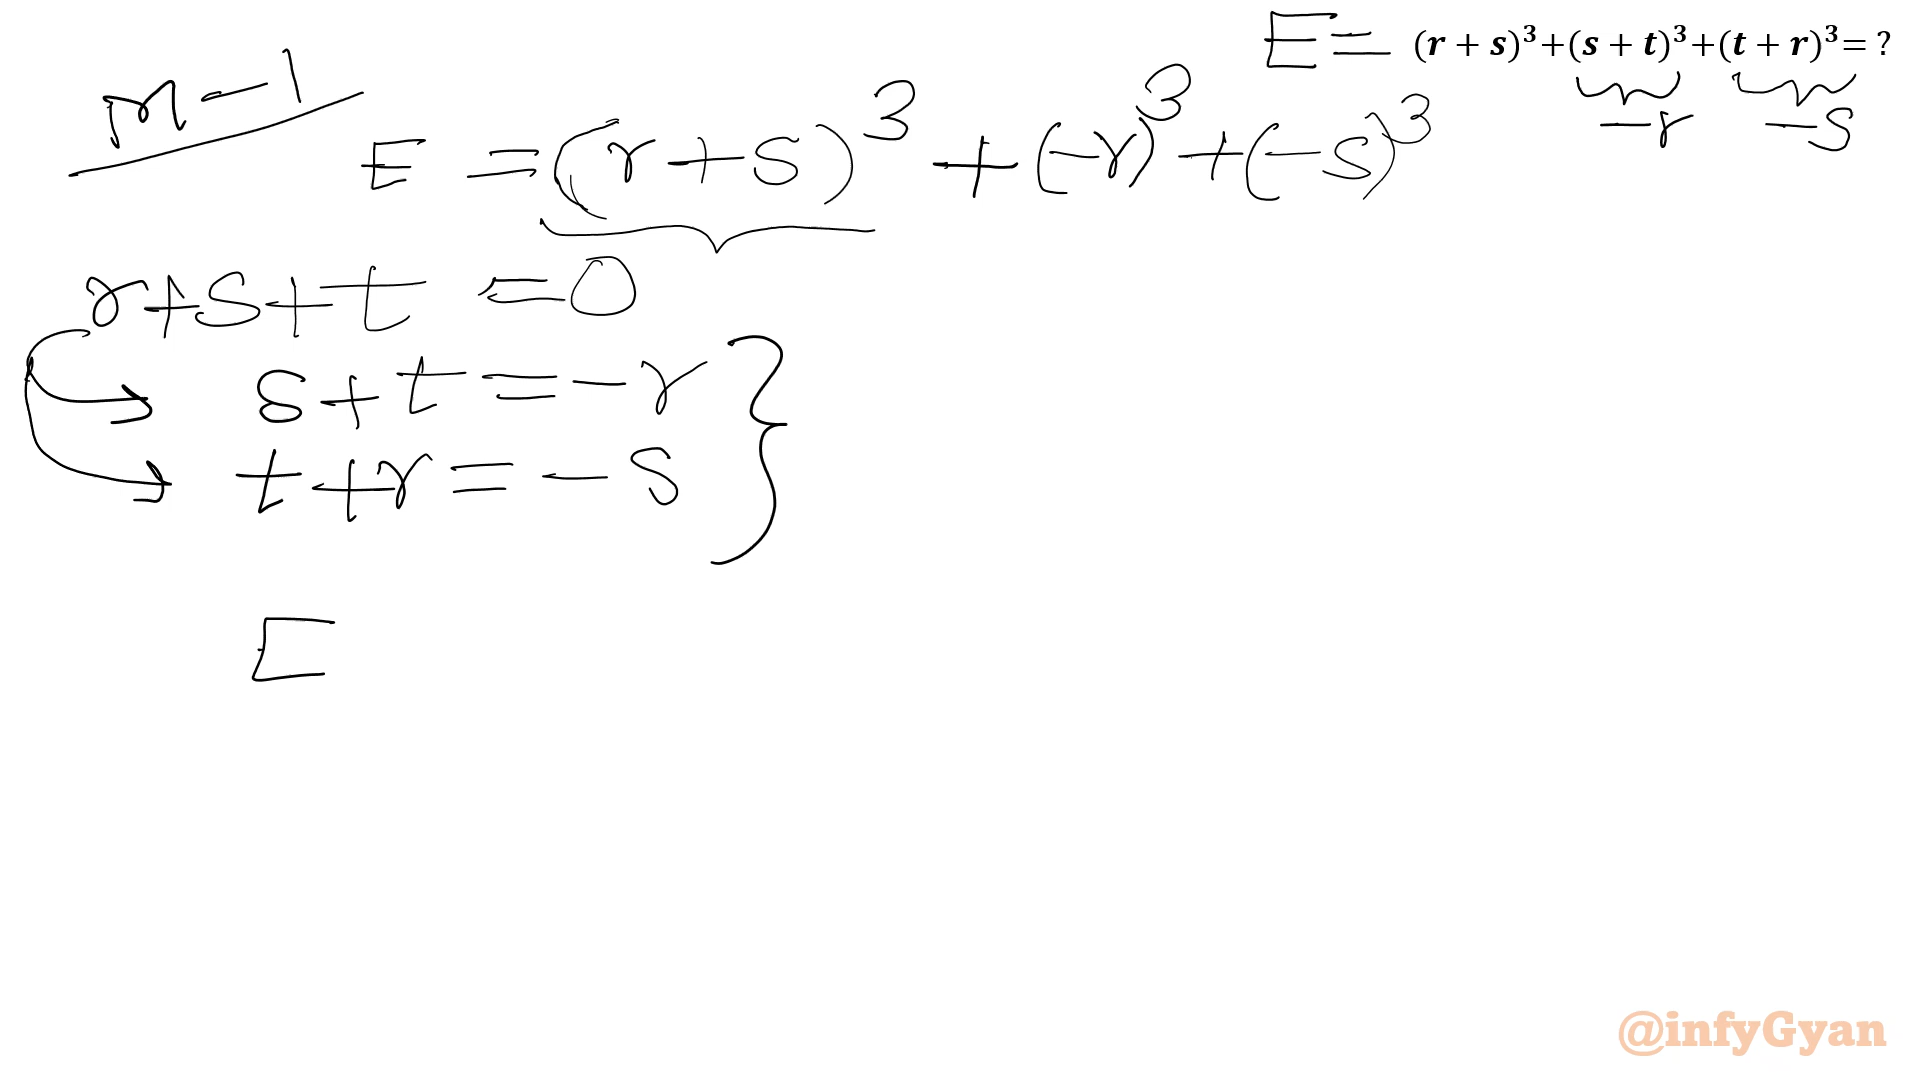 E = (r + s)³+(s + t)³+(t + r)³= ?
-r -s
M-1
E = (r+s)³ + (-r)³ + (-s)³
r+s+t = 0
s+t = -r
t+r = -s
E
@infyGyan